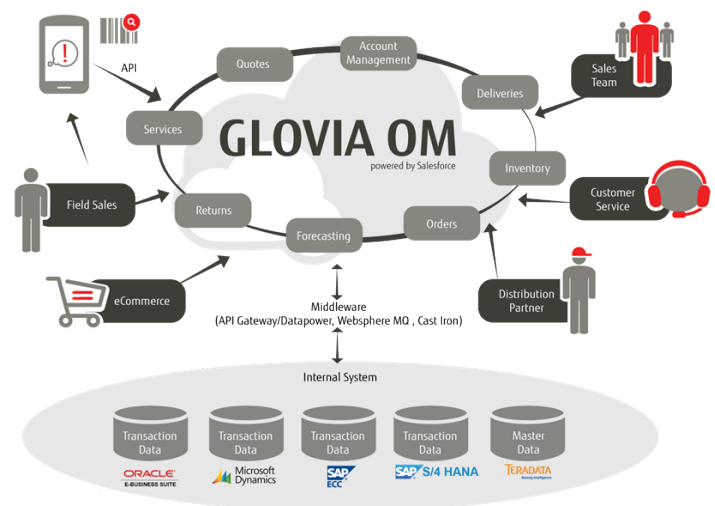 Account
Management
Quotes
API
Sales
Team
Deliveries
Services
GLOVIA OM
powered by Salesforce
Inventory
Customer
Service
Field Sales
Returns
Orders
Forecasting
eCommerce
Distribution
Partner
Middleware
(API Gateway/Datapower, Websphere MQ , Cast Iron)
Internal System
Transaction
Data
Transaction
Data
Transaction
Data
Transaction
Data
Master
Data
ORACLE
E-BUSINESS SUITE
Microsoft
Dynamics
SAP
ECC
SAP S/4 HANA
TERADATA
Raising Intelligence